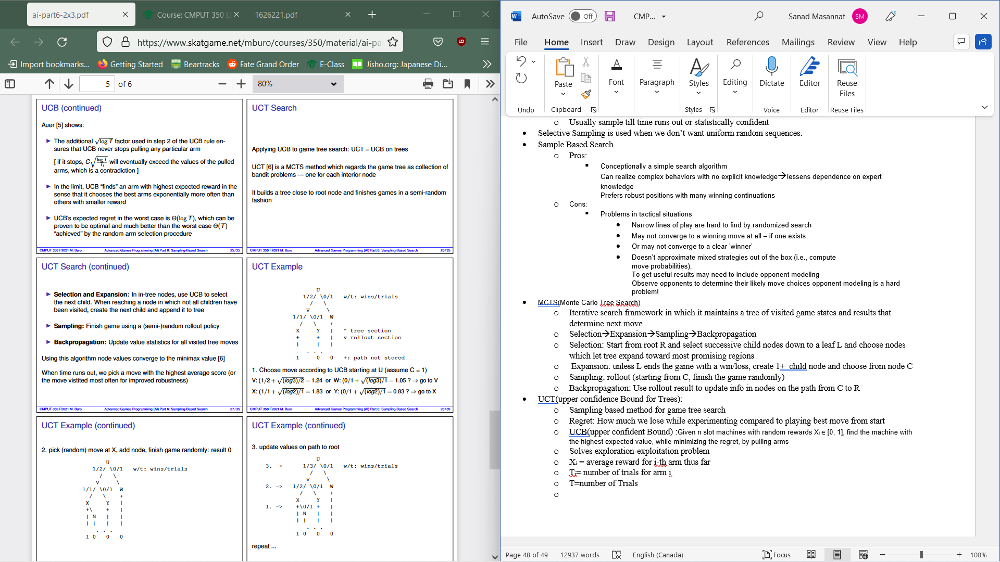 ai-part6-2x3.pdf
Course: CMPUT 350 L
1626221.pdf
https://www.skatgame.net/mburo/courses/350/material/ai-pa
Import bookmarks...
Getting Started
Beartracks
Fate Grand Order
E-Class
Jisho.org: Japanese Di...
5 of 6
80%
UCB (continued)
Auer [5] shows:
The additional √log T factor used in step 2 of the UCB rule en-
sures that UCB never stops pulling any particular arm
[ if it stops, C√(log T / Ti) will eventually exceed the values of the pulled
arms, which is a contradiction ]
In the limit, UCB “finds” an arm with highest expected reward in the
sense that it chooses the best arms exponentially more often than
others with smaller reward
UCB's expected regret in the worst case is Θ(log T), which can be
proven to be optimal and much better than the worst case Θ(T)
“achieved” by the random arm selection procedure
CMPUT 350 F2021 M. Buro Advanced Games Programming (AI) Part 6: Sampling-Based Search 25/35
UCT Search
Applying UCB to game tree search: UCT = UCB on trees
UCT [6] is a MCTS method which regards the game tree as collection of
bandit problems — one for each interior node
It builds a tree close to root node and finishes games in a semi-random
fashion
CMPUT 350 F2021 M. Buro Advanced Games Programming (AI) Part 6: Sampling-Based Search 26/35
UCT Search (continued)
Selection and Expansion: In in-tree nodes, use UCB to select
the next child. When reaching a node in which not all children have
been visited, create the next child and append it to tree
Sampling: Finish game using a (semi-)random rollout policy
Backpropagation: Update value statistics for all visited tree moves
Using this algorithm node values converge to the minimax value [6]
When time runs out, we pick a move with the highest average score (or
the move vistited most often for improved robustness)
CMPUT 350 F2021 M. Buro Advanced Games Programming (AI) Part 6: Sampling-Based Search 27/35
UCT Example
U
1/2/ \0/1 w/t: wins/trials
/ \
V \
1/1/ \0/1 W
/ \ +
X Y | ^ tree section
+ + | v rollout section
| | |
. . .
1 0 0 +: path not stored
1. Choose move according to UCB starting at U (assume C = 1)
V: (1/2 + √(log3)/2 = 1.24 or W: (0/1 + √(log3)/1 = 1.05 ? ⇒ go to V
X: (1/1 + √(log2)/1 = 1.83 or Y: (0/1 + √(log2)/1 = 0.83 ? ⇒ go to X
CMPUT 350 F2021 M. Buro Advanced Games Programming (AI) Part 6: Sampling-Based Search 28/35
UCT Example (continued)
2. pick (random) move at X, add node, finish game randomly: result 0
U
1/2/ \0/1 w/t: wins/trials
/ \
V \
1/1/ \0/1 W
/ \ +
X Y |
+\ + |
| N | |
| | | |
. . .
1 0 0 0
UCT Example (continued)
3. update values on path to root
U
3. -> 1/3/ \0/1 w/t: wins/trials
/ \
V \
2. -> 1/2/ \0/1 W
/ \ +
X Y |
1. -> +\0/1 + |
| N | |
| | | |
. . .
1 0 0 0
repeat ...
AutoSave Off CMP... Sanad Masannat SM
File Home Insert Draw Design Layout References Mailings Review View Help
Paste Font Paragraph Styles Editing Dictate Editor Reuse
Files
Undo Clipboard Styles Voice Editor Reuse Files
o Usually sample till time runs out or statistically confident
• Selective Sampling is used when we don’t want uniform random sequences.
• Sample Based Search
o Pros:
▪ Conceptionally a simple search algorithm
Can realize complex behaviors with no explicit knowledge→lessens dependence on expert
knowledge
Prefers robust positions with many winning continuations
o Cons:
▪ Problems in tactical situations
• Narrow lines of play are hard to find by randomized search
• May not converge to a winning move at all – if one exists
• Or may not converge to a clear ’winner’
• Doesn’t approximate mixed strategies out of the box (i.e., compute
move probabilities),
To get useful results may need to include opponent modeling
Observe opponents to determine their likely move choices opponent modeling is a hard
problem!
• MCTS(Monte Carlo Tree Search)
o Iterative search framework in which it maintains a tree of visited game states and results that
determine next move
o Selection→Expansion→Sampling→Backpropagation
o Selection: Start from root R and select successive child nodes down to a leaf L and choose nodes
which let tree expand toward most promising regions
o Expansion: unless L ends the game with a win/loss, create 1+ child node and choose from node C
o Sampling: rollout (starting from C, finish the game randomly)
o Backpropagation: Use rollout result to update info in nodes on the path from C to R
• UCT(upper confidence Bound for Trees):
o Sampling based method for game tree search
o Regret: How much we lose while experimenting compared to playing best move from start
o UCB(upper confident Bound) :Given n slot machines with random rewards Xi ∈ [0, 1], find the machine with
the highest expected value, while minimizing the regret, by pulling arms
o Solves exploration-exploitation problem
o Xi = average reward for i-th arm thus far
o Ti= number of trials for arm i
o T=number of Trials
o
Page 48 of 49 12937 words English (Canada) Focus 100%